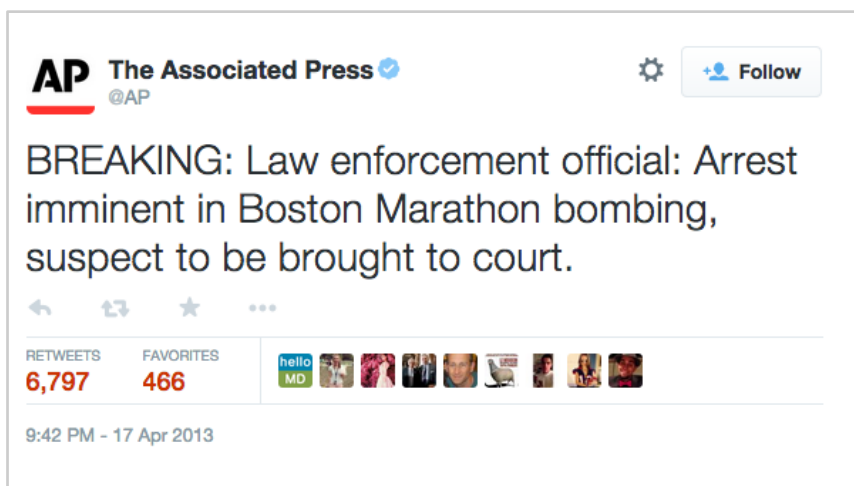 AP The Associated Press
@AP
Follow
BREAKING: Law enforcement official: Arrest
imminent in Boston Marathon bombing,
suspect to be brought to court.
RETWEETS FAVORITES
6,797 466
hello
MD
9:42 PM - 17 Apr 2013